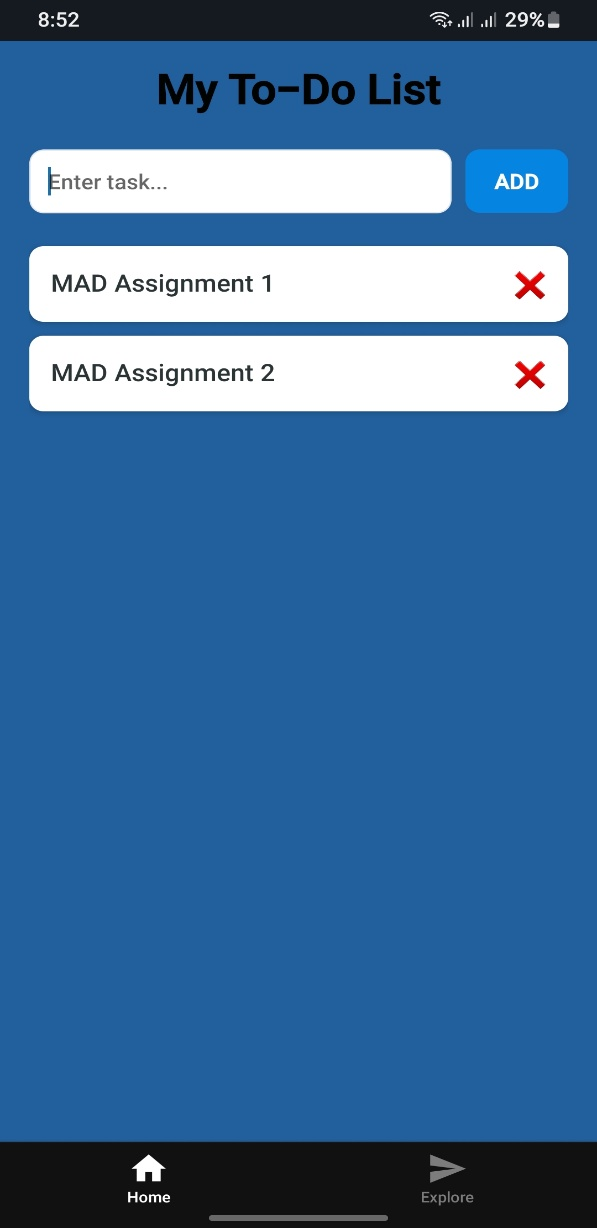 8:52 29%
My To-Do List
Enter task... ADD
MAD Assignment 1
MAD Assignment 2
Home Explore